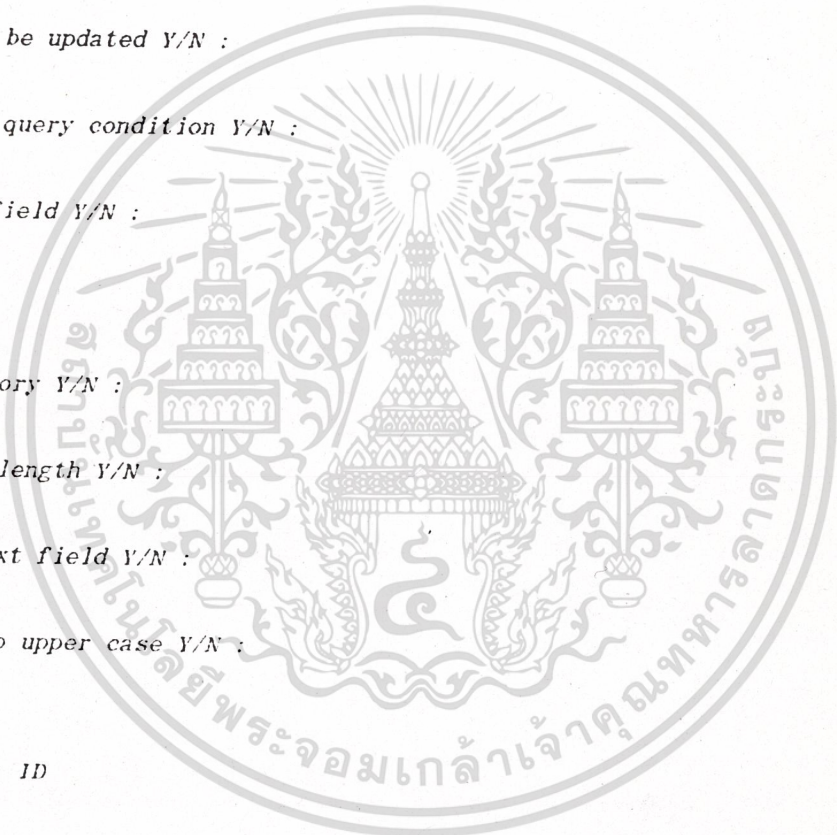 be updated Y/N :
query condition Y/N :
field Y/N :
ory Y/N :
length Y/N :
xt field Y/N :
o upper case Y/N :
ID
สถาบันเทคโนโลยีพระจอมเกล้าเจ้าคุณทหารลาดกระบัง